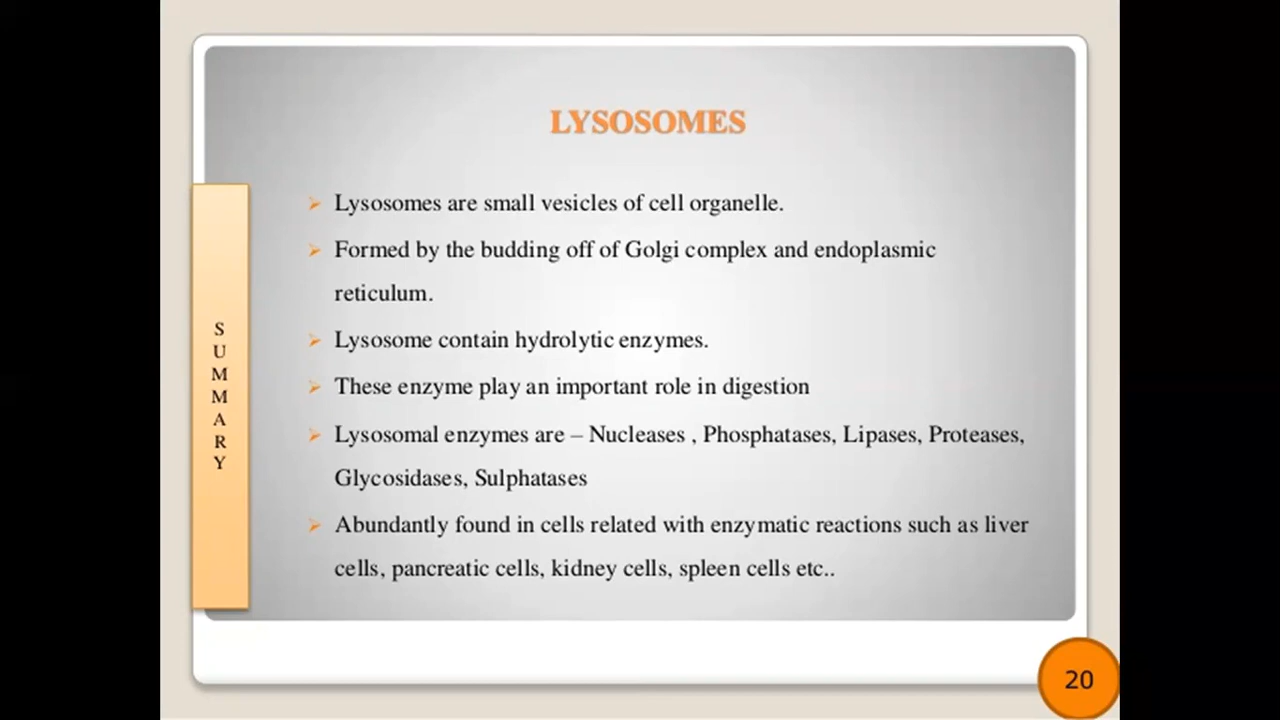 LYSOSOMES
Lysosomes are small vesicles of cell organelle.
Formed by the budding off of Golgi complex and endoplasmic
reticulum.
Lysosome contain hydrolytic enzymes.
These enzyme play an important role in digestion
Lysosomal enzymes are – Nucleases , Phosphatases, Lipases, Proteases,
Glycosidases, Sulphatases
Abundantly found in cells related with enzymatic reactions such as liver
cells, pancreatic cells, kidney cells, spleen cells etc..
S
U
M
M
A
R
Y
20